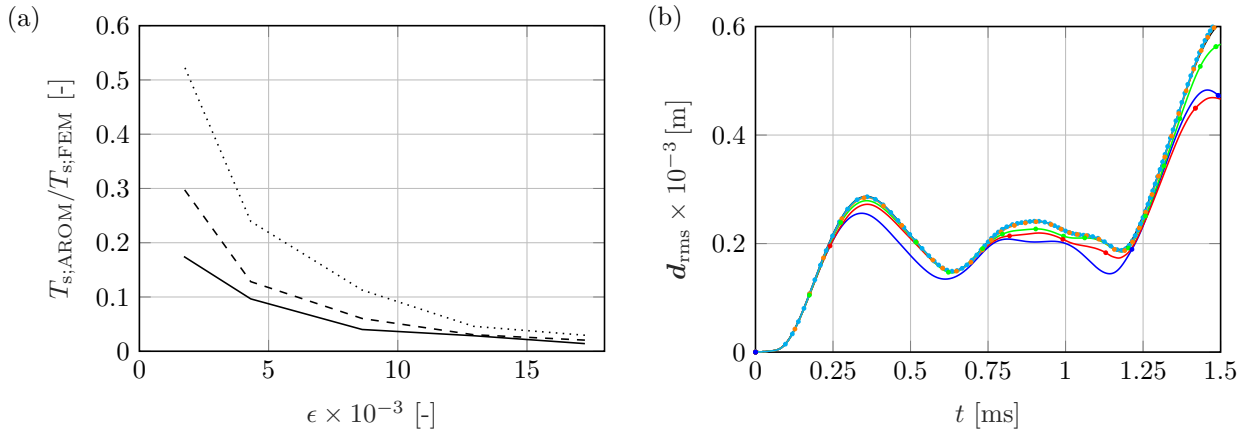 (a)
0.6
0.5
0.4
0.3
0.2
0.1
0
0 5 10 15
T_{s;AROM}/T_{s;FEM} [-]
ϵ × 10^{−3} [-]
(b)
0.6
0.4
0.2
0
0 0.25 0.5 0.75 1 1.25 1.5
d_{rms} × 10^{−3} [m]
t [ms]